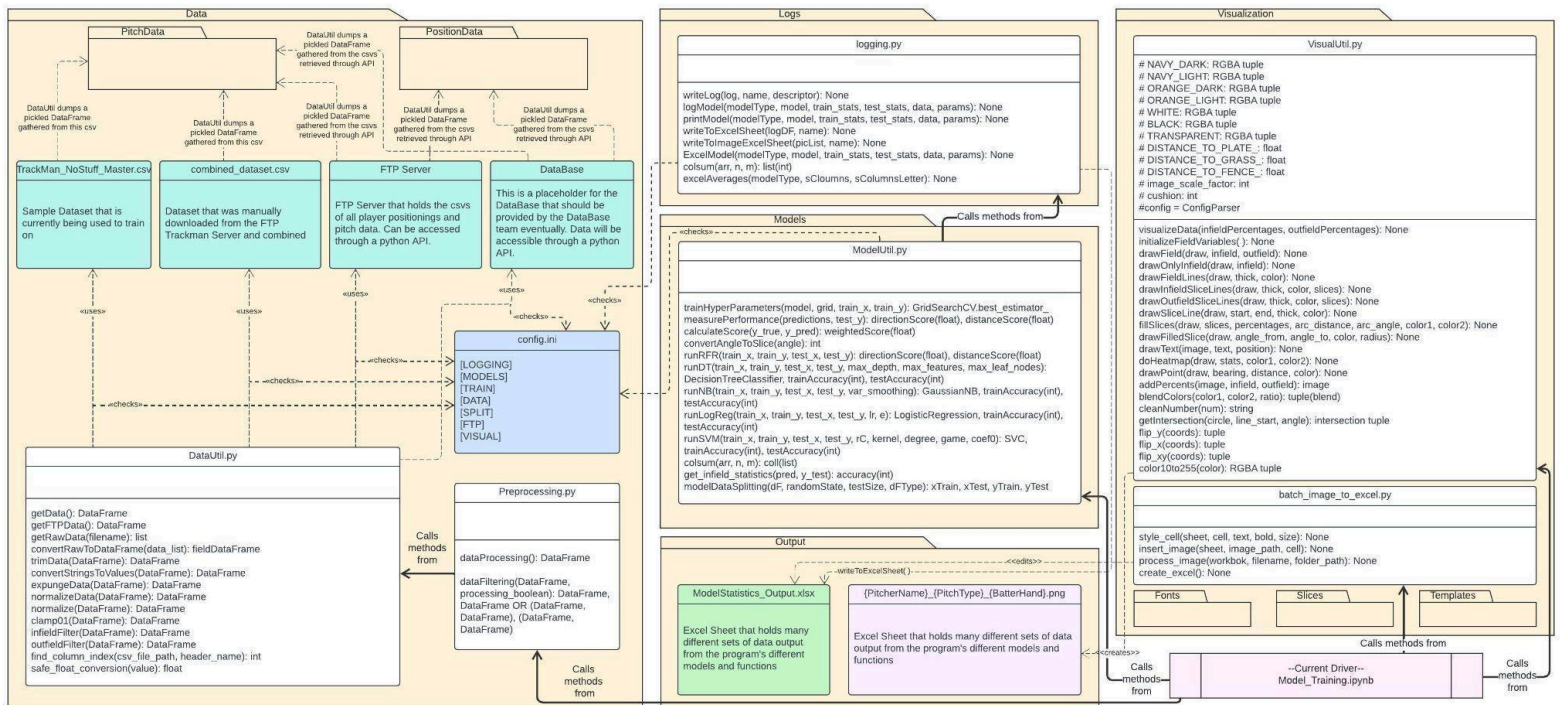 Data
PitchData
PositionData
DataUtil dumps a
pickled DataFrame
gathered from the csvs
retrieved through API
DataUtil dumps a
pickled DataFrame
gathered from this csv
DataUtil dumps a
pickled DataFrame
gathered from this csv
DataUtil dumps a
pickled DataFrame
gathered from the csvs
retrieved through API
DataUtil dumps a
pickled DataFrame
gathered from the csvs
retrieved through API
DataUtil dumps a
pickled DataFrame
gathered from the csvs
retrieved through API
TrackMan_NoStuff_Master.csv
Sample Dataset that is
currently being used to train
on
combined_dataset.csv
Dataset that was manually
downloaded from the FTP
Trackman Server and combined
FTP Server
FTP Server that holds the csvs
of all player positionings and
pitch data. Can be accessed
through a python API.
DataBase
This is a placeholder for the
DataBase that should be
provided by the DataBase
team eventually. Data will be
accessible through a python
API.
«uses»
«uses»
«uses»
«uses»
«checks»
«checks»
«checks»
«checks»
«checks»
config.ini
[LOGGING]
[MODELS]
[TRAIN]
[DATA]
[SPLIT]
[FTP]
[VISUAL]
DataUtil.py
getData(): DataFrame
getFTPData(): DataFrame
getRawData(filename): list
convertRawToDataFrame(data_list): fieldDataFrame
trimData(DataFrame): DataFrame
convertStringsToValues(DataFrame): DataFrame
expungeData(DataFrame): DataFrame
normalizeData(DataFrame): DataFrame
normalize(DataFrame): DataFrame
clamp01(DataFrame): DataFrame
infieldFilter(DataFrame): DataFrame
outfieldFilter(DataFrame): DataFrame
find_column_index(csv_file_path, header_name): int
safe_float_conversion(value): float
Calls
methods
from
Preprocessing.py
dataProcessing(): DataFrame
dataFiltering(DataFrame,
processing_boolean): DataFrame,
DataFrame OR (DataFrame,
DataFrame), (DataFrame,
DataFrame)
Calls
methods
from
Logs
logging.py
writeLog(log, name, descriptor): None
logModel(modelType, model, train_stats, test_stats, data, params): None
printModel(modelType, model, train_stats, test_stats, data, params): None
writeToExcelSheet(logDF, name): None
writeToImageExcelSheet(picList, name): None
ExcelModel(modelType, model, train_stats, test_stats, data, params): None
colsum(arr, n, m): list(int)
excelAverages(modelType, sCloumns, sColumnsLetter): None
Calls methods from
Models
«checks»
ModelUtil.py
trainHyperParameters(model, grid, train_x, train_y): GridSearchCV.best_estimator_
measurePerformance(predictions, test_y): directionScore(float), distanceScore(float)
calculateScore(y_true, y_pred): weightedScore(float)
convertAngleToSlice(angle): int
runRFR(train_x, train_y, test_x, test_y): directionScore(float), distanceScore(float)
runDT(train_x, train_y, test_x, test_y, max_depth, max_features, max_leaf_nodes):
DecisionTreeClassifier, trainAccuracy(int), testAccuracy(int)
runNB(train_x, train_y, test_x, test_y, var_smoothing): GaussianNB, trainAccuracy(int),
testAccuracy(int)
runLogReg(train_x, train_y, test_x, test_y, lr, e): LogisticRegression, trainAccuracy(int),
testAccuracy(int)
runSVM(train_x, train_y, test_x, test_y, rC, kernel, degree, game, coef0): SVC,
trainAccuracy(int), testAccuracy(int)
colsum(arr, n, m): coll(list)
get_infield_statistics(pred, y_test): accuracy(int)
modelDataSplitting(dF, randomState, testSize, dFType): xTrain, xTest, yTrain, yTest
Output
<<edits>>
writeToExcelSheet( )
ModelStatistics_Output.xlsx
Excel Sheet that holds many
different sets of data output
from the program's different
models and functions
{PitcherName}_{PitchType}_{BatterHand}.png
Excel Sheet that holds many different sets of data
output from the program's different models and
functions
<<creates>>
Visualization
VisualUtil.py
# NAVY_DARK: RGBA tuple
# NAVY_LIGHT: RGBA tuple
# ORANGE_DARK: RGBA tuple
# ORANGE_LIGHT: RGBA tuple
# WHITE: RGBA tuple
# BLACK: RGBA tuple
# TRANSPARENT: RGBA tuple
# DISTANCE_TO_PLATE_: float
# DISTANCE_TO_GRASS_: float
# DISTANCE_TO_FENCE_: float
# image_scale_factor: int
# cushion: int
#config = ConfigParser
visualizeData(infieldPercentages, outfieldPercentages): None
initializeFieldVariables( ): None
drawField(draw, infield, outfield): None
drawOnlyInfield(draw, infield): None
drawFieldLines(draw, thick, color): None
drawInfieldSliceLines(draw, thick, color, slices): None
drawOutfieldSliceLines(draw, thick, color, slices): None
drawSliceLine(draw, start, end, thick, color): None
fillSlices(draw, slices, percentages, arc_distance, arc_angle, color1, color2): None
drawFilledSlice(draw, angle_from, angle_to, color, radius): None
drawText(image, text, position): None
doHeatmap(draw, stats, color1, color2): None
drawPoint(draw, bearing, distance, color): None
addPercents(image, infield, outfield): image
blendColors(color1, color2, ratio): tuple(blend)
cleanNumber(num): string
getIntersection(circle, line_start, angle): intersection tuple
flip_y(coords): tuple
flip_x(coords): tuple
flip_xy(coords): tuple
color10to255(color): RGBA tuple
batch_image_to_excel.py
style_cell(sheet, cell, text, bold, size): None
insert_image(sheet, image_path, cell): None
process_image(workbok, filename, folder_path): None
create_excel(): None
Fonts
Slices
Templates
Calls methods from
Calls
methods
from
--Current Driver--
Model_Training.ipynb
Calls
methods
from